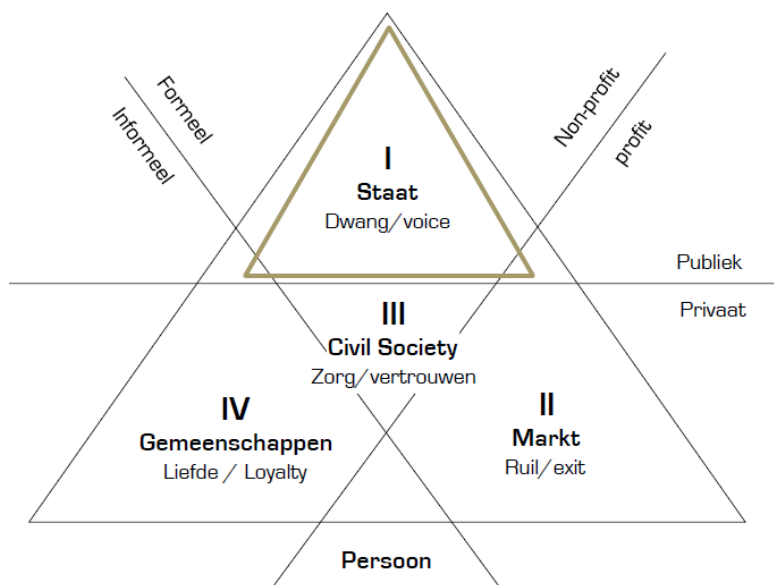 Formeel
Informeel
Non-profit
profit
I
Staat
Dwang/voice
Publiek
Privaat
III
Civil Society
Zorg/vertrouwen
IV
Gemeenschappen
Liefde / Loyalty
II
Markt
Ruil/exit
Persoon